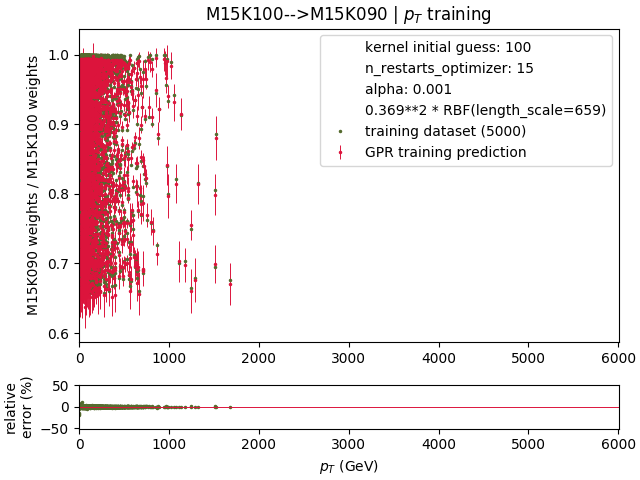 M15K100-->M15K090 | p_T training
M15K090 weights / M15K100 weights
1.0
0.9
0.8
0.7
0.6
kernel initial guess: 100
n_restarts_optimizer: 15
alpha: 0.001
0.369**2 * RBF(length_scale=659)
training dataset (5000)
GPR training prediction
0 1000 2000 3000 4000 5000 6000
relative
error (%)
50
0
−50
0 1000 2000 3000 4000 5000 6000
p_T (GeV)